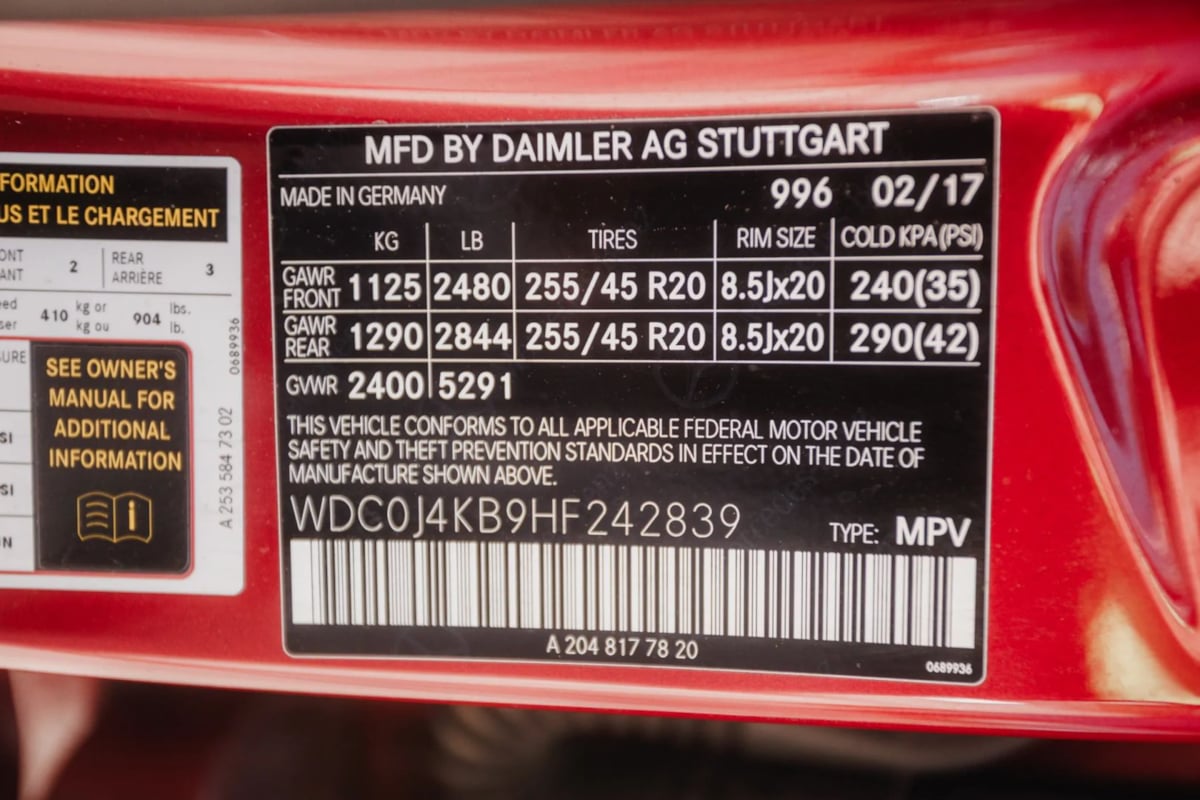 FORMATION
US ET LE CHARGEMENT
ONT 2 REAR 3
ANT ARRIÈRE
eed 410 kg or 904 lbs.
ser kg ou lb.
SURE
SI
SI
N
SEE OWNER'S
MANUAL FOR
ADDITIONAL
INFORMATION
i
0689936
A 253 584 73 02
MFD BY DAIMLER AG STUTTGART
MADE IN GERMANY 996 02/17
KG LB TIRES RIM SIZE COLD KPA(PSI)
GAWR FRONT 1125 2480 255/45 R20 8.5Jx20 240(35)
GAWR REAR 1290 2844 255/45 R20 8.5Jx20 290(42)
GVWR 2400 5291
THIS VEHICLE CONFORMS TO ALL APPLICABLE FEDERAL MOTOR VEHICLE
SAFETY AND THEFT PREVENTION STANDARDS IN EFFECT ON THE DATE OF
MANUFACTURE SHOWN ABOVE.
WDC0J4KB9HF242839 TYPE: MPV
A 204 817 78 20
0689936